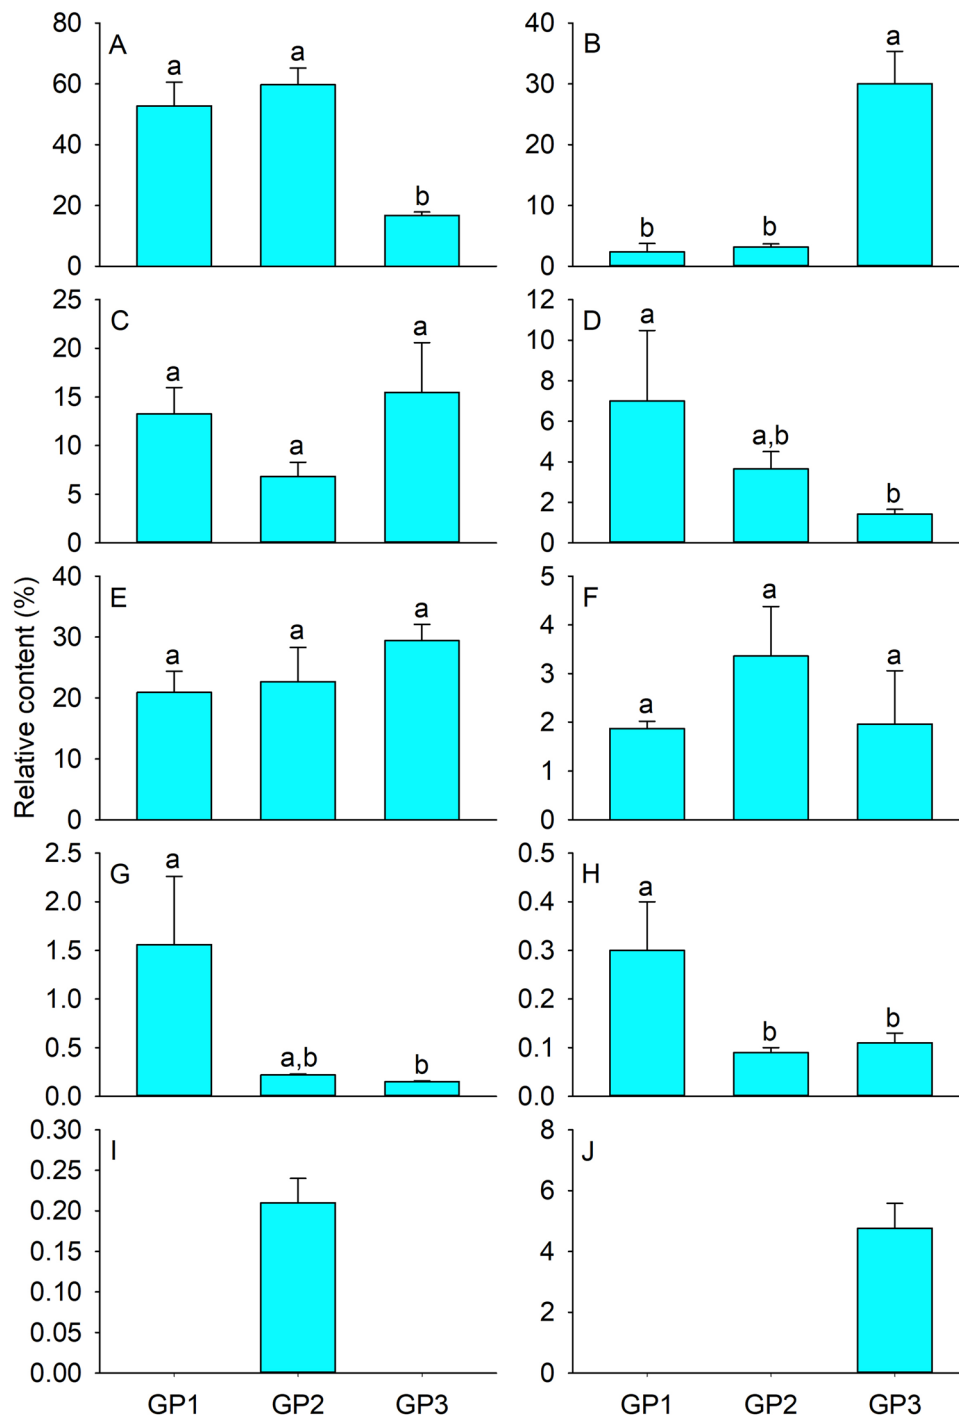 80
60
40
20
0
A
a
a
b
40
30
20
10
0
B
b
b
a
25
20
15
10
5
0
C
a
a
a
12
10
8
6
4
2
0
D
a
a,b
b
Relative content (%)
40
30
20
10
0
E
a
a
a
5
4
3
2
1
0
F
a
a
a
2.5
2.0
1.5
1.0
0.5
0.0
G
a
a,b
b
0.5
0.4
0.3
0.2
0.1
0.0
H
a
b
b
0.30
0.25
0.20
0.15
0.10
0.05
0.00
I
8
6
4
2
0
J
GP1 GP2 GP3
GP1 GP2 GP3